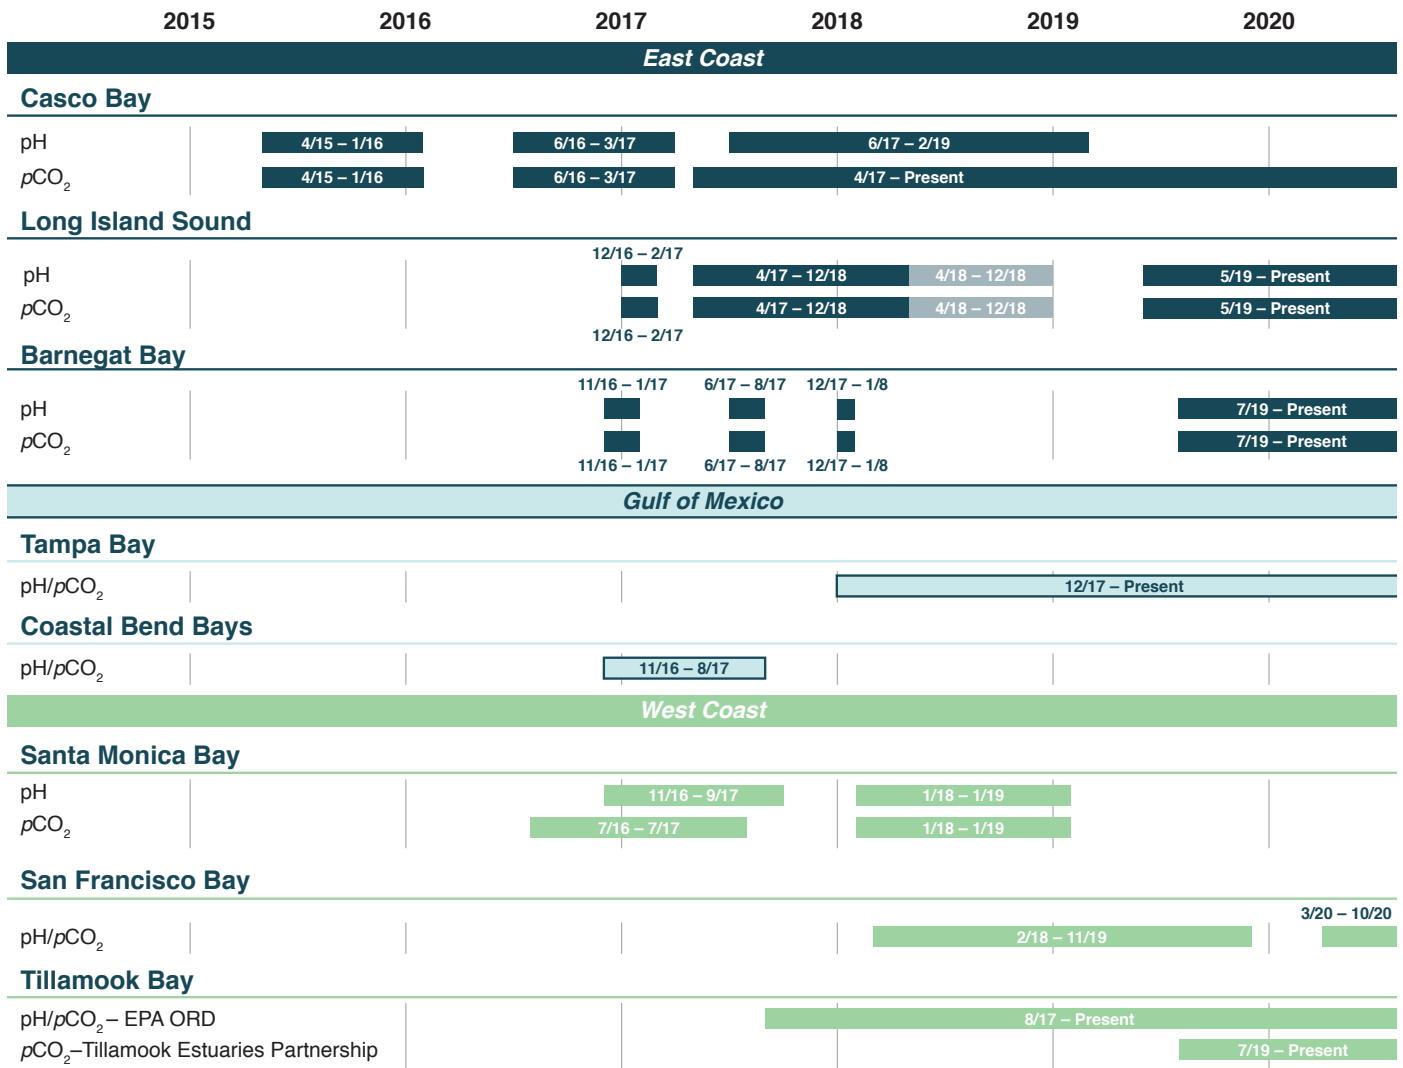 2015 2016 2017 2018 2019 2020
East Coast
Casco Bay
pH 4/15 – 1/16 6/16 – 3/17 6/17 – 2/19
pCO2 4/15 – 1/16 6/16 – 3/17 4/17 – Present
Long Island Sound
12/16 – 2/17
pH 4/17 – 12/18 4/18 – 12/18 5/19 – Present
pCO2 4/17 – 12/18 4/18 – 12/18 5/19 – Present
12/16 – 2/17
Barnegat Bay
11/16 – 1/17 6/17 – 8/17 12/17 – 1/8
pH 7/19 – Present
pCO2 7/19 – Present
11/16 – 1/17 6/17 – 8/17 12/17 – 1/8
Gulf of Mexico
Tampa Bay
pH/pCO2 12/17 – Present
Coastal Bend Bays
pH/pCO2 11/16 – 8/17
West Coast
Santa Monica Bay
pH 11/16 – 9/17 1/18 – 1/19
pCO2 7/16 – 7/17 1/18 – 1/19
San Francisco Bay
3/20 – 10/20
pH/pCO2 2/18 – 11/19
Tillamook Bay
pH/pCO2– EPA ORD 8/17 – Present
pCO2–Tillamook Estuaries Partnership 7/19 – Present